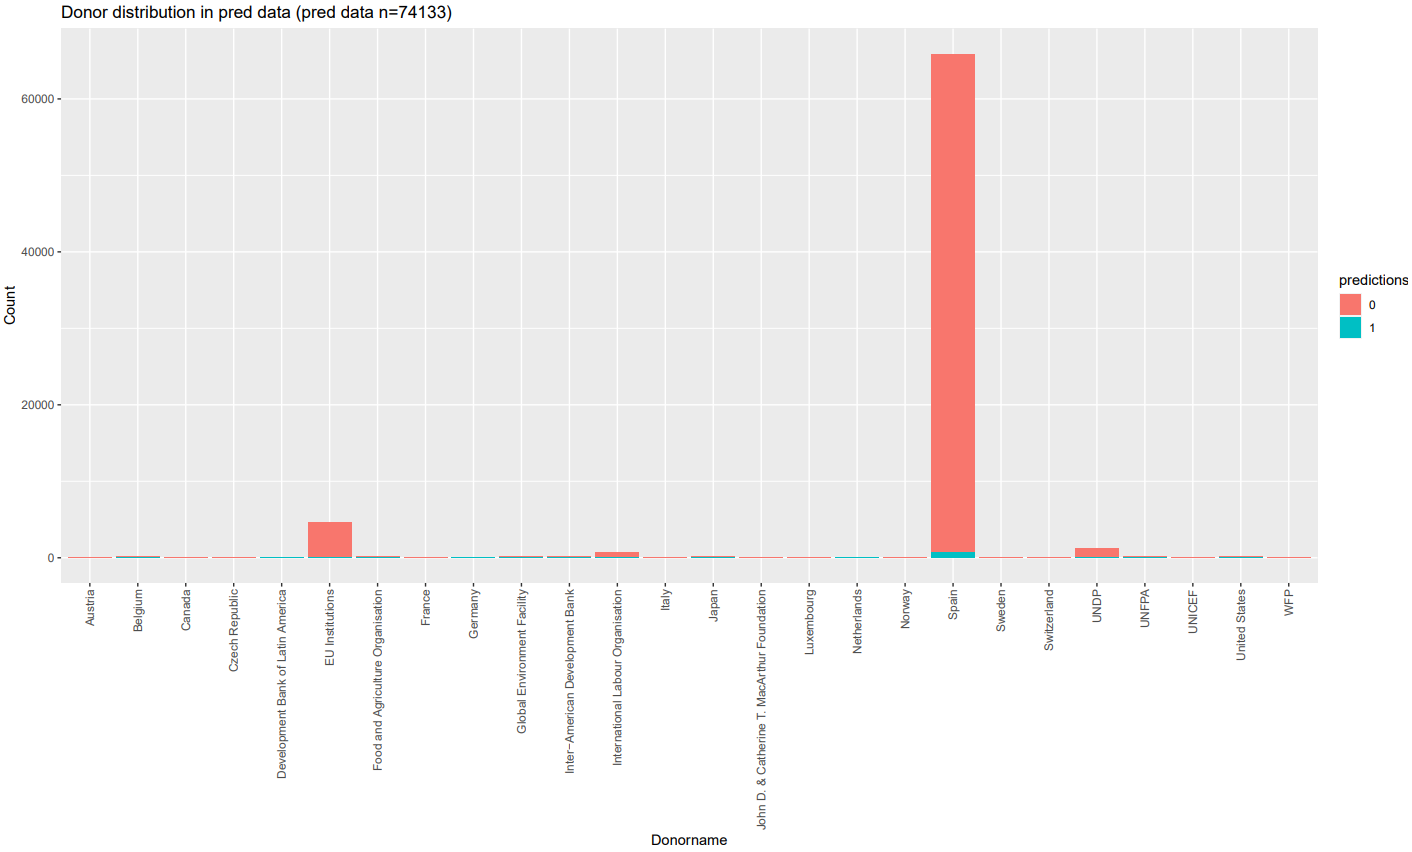 Donor distribution in pred data (pred data n=74133)
60000
40000
20000
0
Count
Austria
Belgium
Canada
Czech Republic
Development Bank of Latin America
EU Institutions
Food and Agriculture Organisation
France
Germany
Global Environment Facility
Inter−American Development Bank
International Labour Organisation
Italy
Japan
John D. & Catherine T. MacArthur Foundation
Luxembourg
Netherlands
Norway
Spain
Sweden
Switzerland
UNDP
UNFPA
UNICEF
United States
WFP
Donorname
predictions
0
1